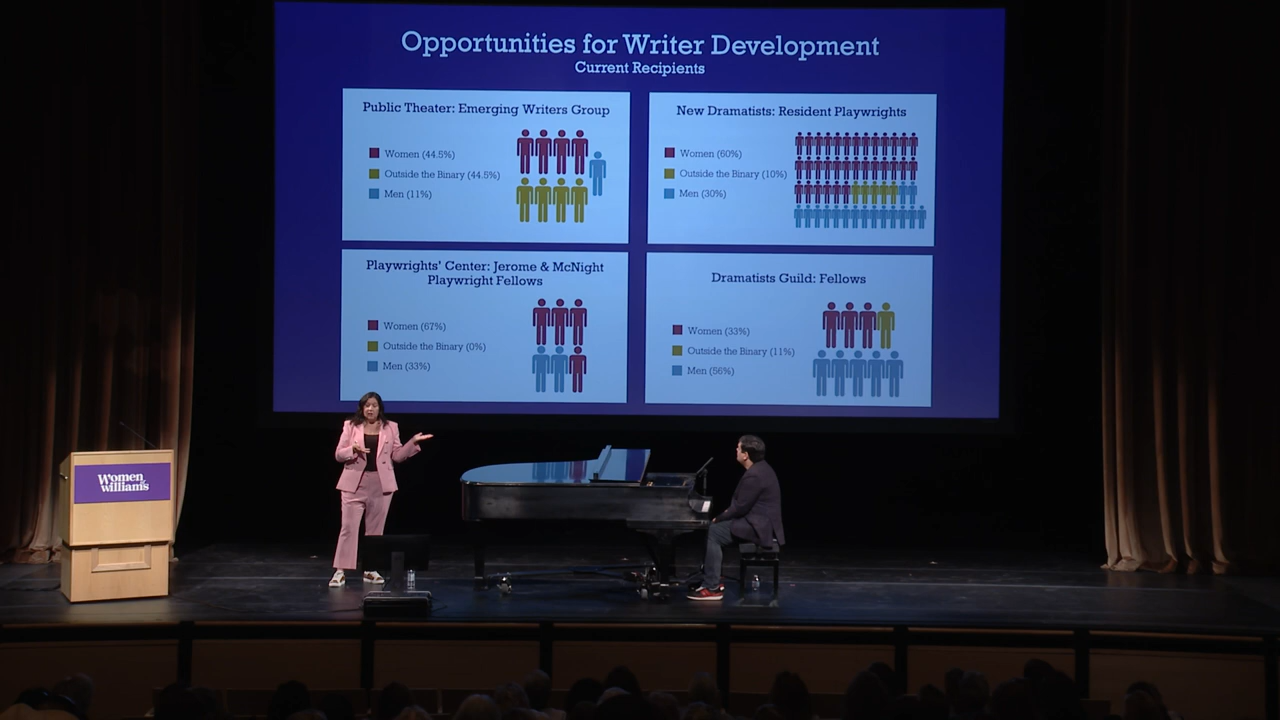 Opportunities for Writer Development
Current Recipients
Public Theater: Emerging Writers Group
Women (44.5%)
Outside the Binary (44.5%)
Men (11%)
New Dramatists: Resident Playwrights
Women (60%)
Outside the Binary (10%)
Men (30%)
Playwrights' Center: Jerome & McNight
Playwright Fellows
Women (67%)
Outside the Binary (0%)
Men (33%)
Dramatists Guild: Fellows
Women (33%)
Outside the Binary (11%)
Men (56%)
Women
williams